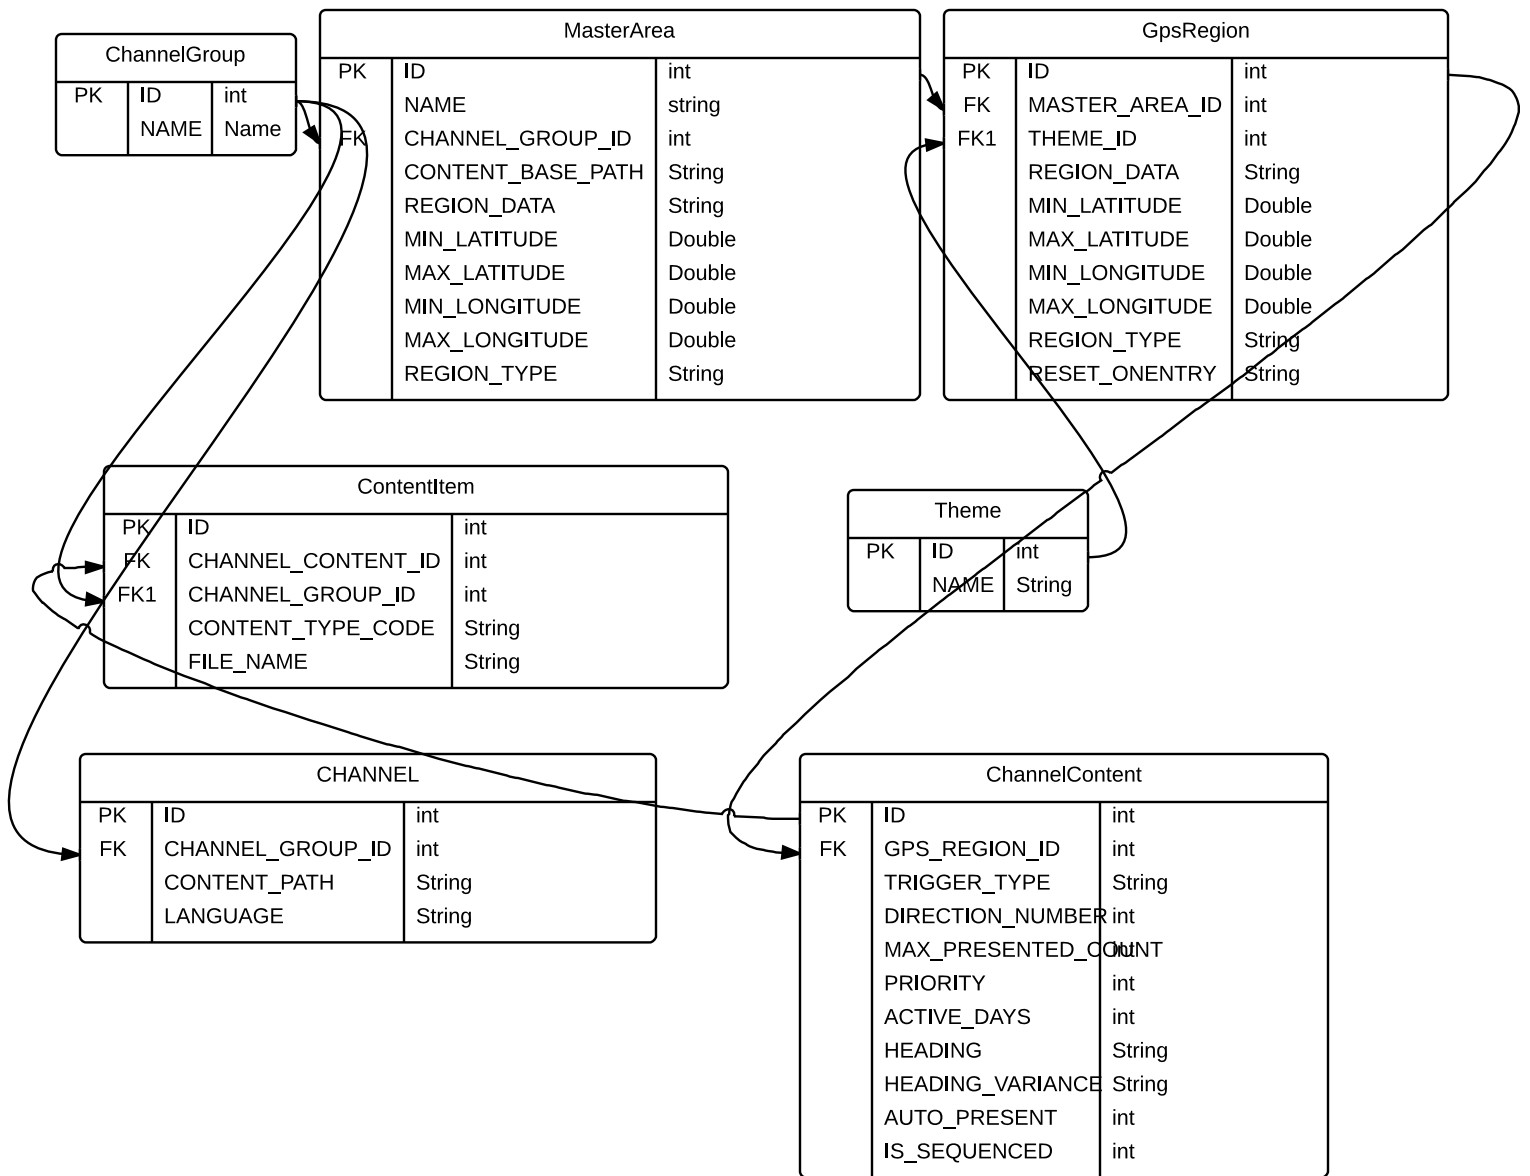 ChannelGroup
PK ID int
NAME Name
MasterArea
PK ID int
NAME string
FK CHANNEL_GROUP_ID int
CONTENT_BASE_PATH String
REGION_DATA String
MIN_LATITUDE Double
MAX_LATITUDE Double
MIN_LONGITUDE Double
MAX_LONGITUDE Double
REGION_TYPE String
GpsRegion
PK ID int
FK MASTER_AREA_ID int
FK1 THEME_ID int
REGION_DATA String
MIN_LATITUDE Double
MAX_LATITUDE Double
MIN_LONGITUDE Double
MAX_LONGITUDE Double
REGION_TYPE String
RESET_ONENTRY String
ContentItem
PK ID int
FK CHANNEL_CONTENT_ID int
FK1 CHANNEL_GROUP_ID int
CONTENT_TYPE_CODE String
FILE_NAME String
Theme
PK ID int
NAME String
CHANNEL
PK ID int
FK CHANNEL_GROUP_ID int
CONTENT_PATH String
LANGUAGE String
ChannelContent
PK ID int
FK GPS_REGION_ID int
TRIGGER_TYPE String
DIRECTION_NUMBER int
MAX_PRESENTED_COUNT int
PRIORITY int
ACTIVE_DAYS int
HEADING String
HEADING_VARIANCE String
AUTO_PRESENT int
IS_SEQUENCED int